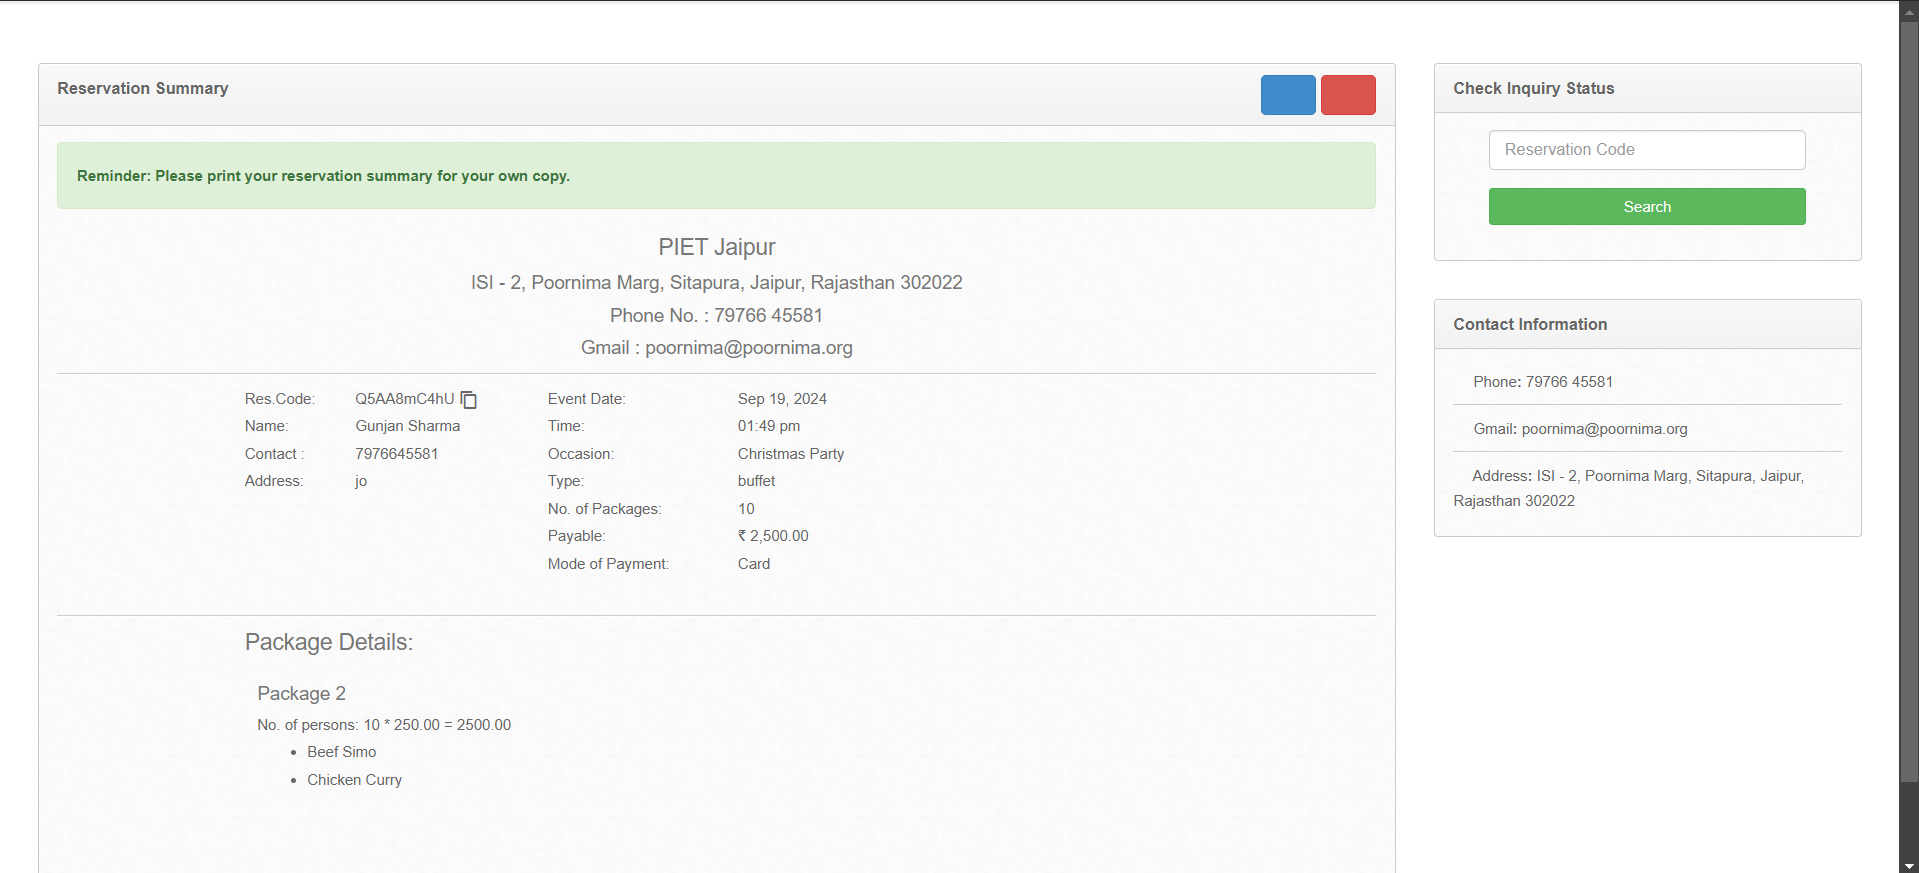 Reservation Summary
Reminder: Please print your reservation summary for your own copy.
PIET Jaipur
ISI - 2, Poornima Marg, Sitapura, Jaipur, Rajasthan 302022
Phone No. : 79766 45581
Gmail : poornima@poornima.org
Res.Code: Q5AA8mC4hU
Name: Gunjan Sharma
Contact : 7976645581
Address: jo
Event Date: Sep 19, 2024
Time: 01:49 pm
Occasion: Christmas Party
Type: buffet
No. of Packages: 10
Payable: ₹ 2,500.00
Mode of Payment: Card
Package Details:
Package 2
No. of persons: 10 * 250.00 = 2500.00
• Beef Simo
• Chicken Curry
Check Inquiry Status
Reservation Code
Search
Contact Information
Phone: 79766 45581
Gmail: poornima@poornima.org
Address: ISI - 2, Poornima Marg, Sitapura, Jaipur,
Rajasthan 302022